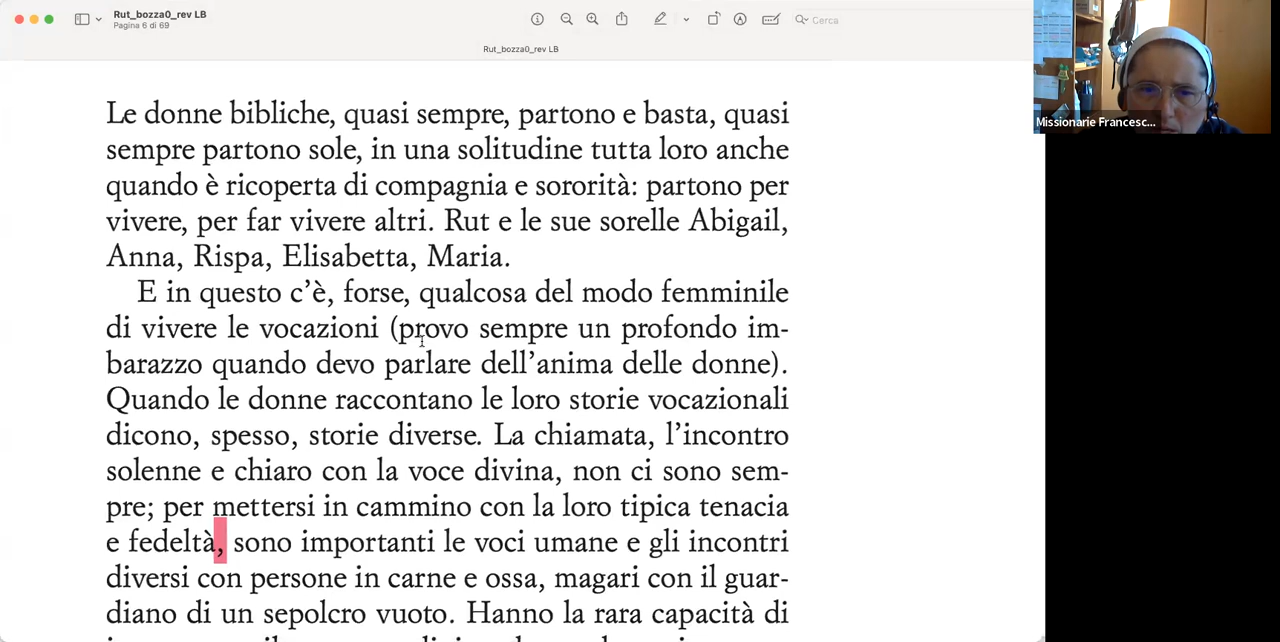 Rut_bozza0_rev LB
Pagina 6 di 69
Cerca
Rut_bozza0_rev LB
Missionarie Francesc...
Le donne bibliche, quasi sempre, partono e basta, quasi
sempre partono sole, in una solitudine tutta loro anche
quando è ricoperta di compagnia e sororità: partono per
vivere, per far vivere altri. Rut e le sue sorelle Abigail,
Anna, Rispa, Elisabetta, Maria.
E in questo c’è, forse, qualcosa del modo femminile
di vivere le vocazioni (provo sempre un profondo im-
barazzo quando devo parlare dell’anima delle donne).
Quando le donne raccontano le loro storie vocazionali
dicono, spesso, storie diverse. La chiamata, l’incontro
solenne e chiaro con la voce divina, non ci sono sem-
pre; per mettersi in cammino con la loro tipica tenacia
e fedeltà, sono importanti le voci umane e gli incontri
diversi con persone in carne e ossa, magari con il guar-
diano di un sepolcro vuoto. Hanno la rara capacità di